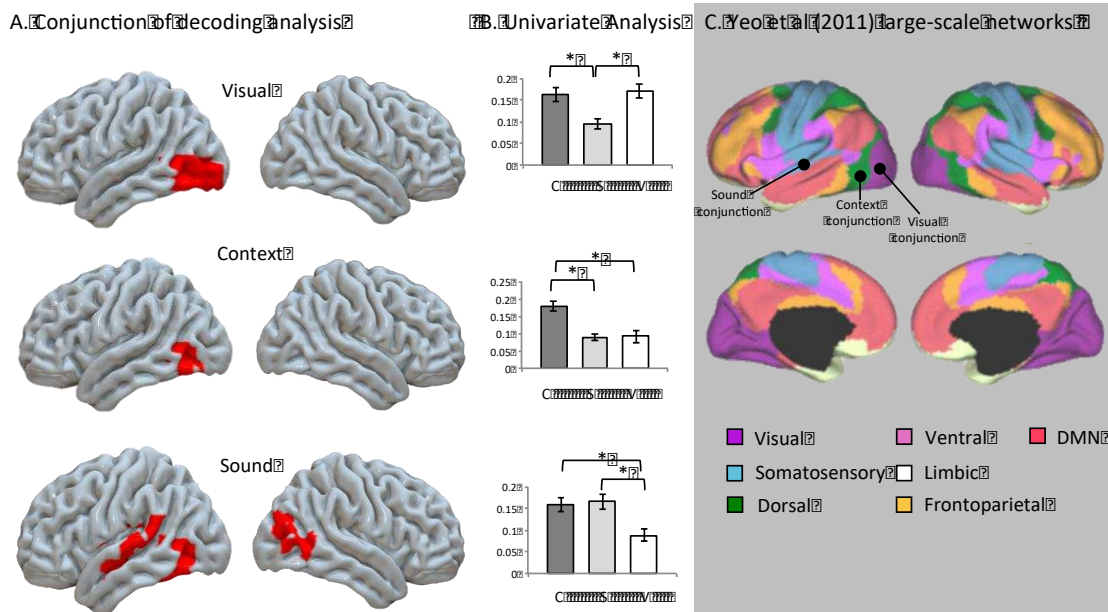 A. Conjunction of decoding analysis
B. Univariate Analysis
C. Yeo et al (2011) large-scale networks
Visual
* *
0.2
0.15
0.1
0.05
0
Context
*
*
0.25
0.2
0.15
0.1
0.05
0
Sound
*
*
0.2
0.15
0.1
0.05
0
Sound
conjunction
Context
conjunction
Visual
conjunction
Visual
Ventral
DMN
Somatosensory
Limbic
Dorsal
Frontoparietal